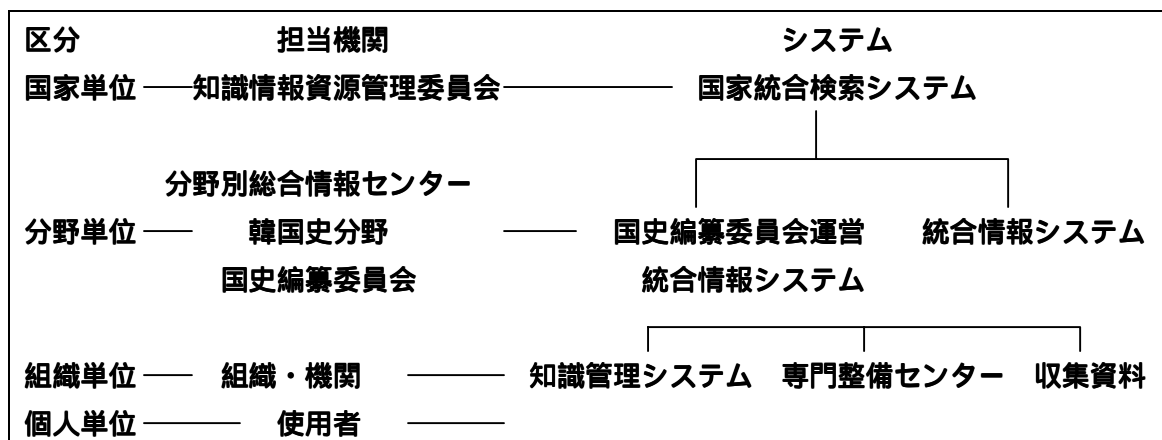 区分 担当機関 システム
国家単位 知識情報資源管理委員会 国家統合検索システム
分野別総合情報センター
分野単位 韓国史分野 国史編纂委員会運営 統合情報システム
国史編纂委員会 統合情報システム
組織単位 組織・機関 知識管理システム 専門整備センター 収集資料
個人単位 使用者